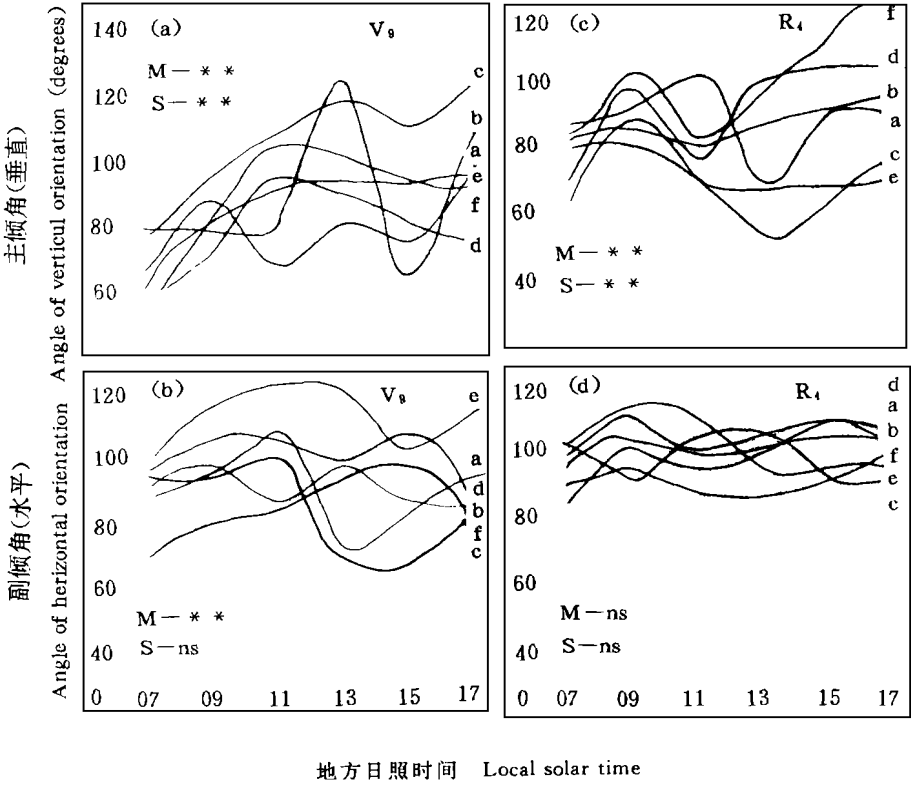 主倾角(垂直)
Angle of verticul orientation (degrees)
140
(a)
V₉
M—＊＊
S—＊＊
120
100
80
60
c
b
a
e
f
d
120
(c)
R₄
100
80
60
40
M—＊＊
S—＊＊
f
d
b
a
c
e
副倾角(水平)
Angle of herizontal orientation
120
(b)
V₉
100
80
60
40
0
M—＊＊
S—ns
e
a
d
b
f
c
07 09 11 13 15 17
120
(d)
R₄
100
80
60
40
0
M—ns
S—ns
d
a
b
f
e
c
07 09 11 13 15 17
地方日照时间 Local solar time